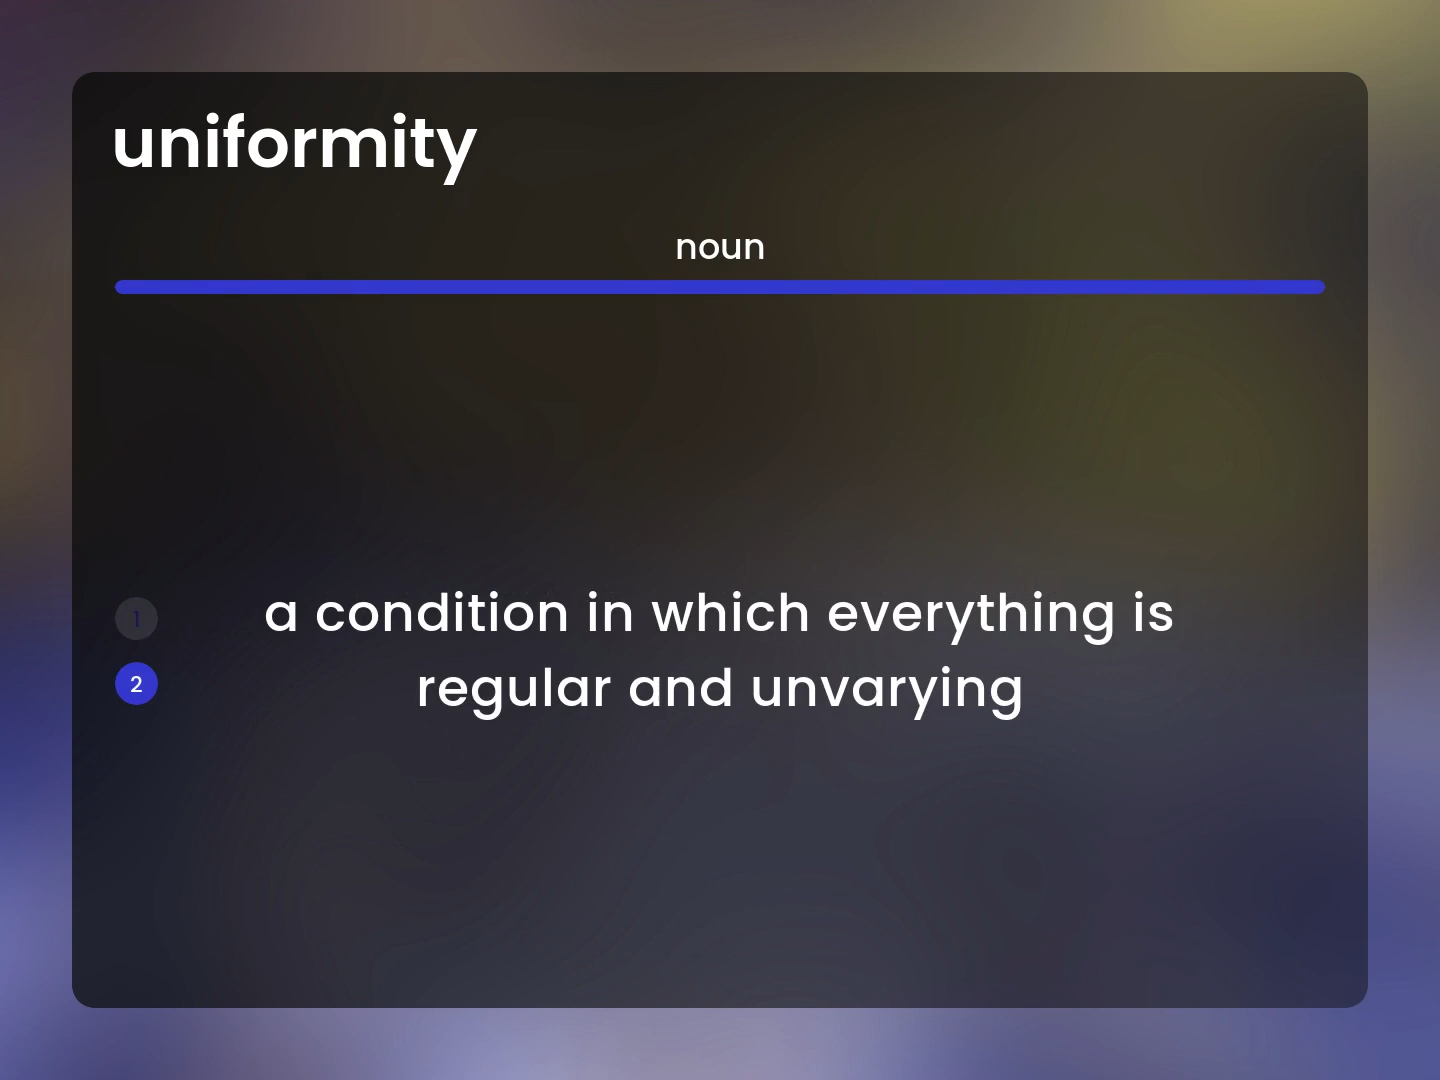 uniformity
noun
1
a condition in which everything is
regular and unvarying
2